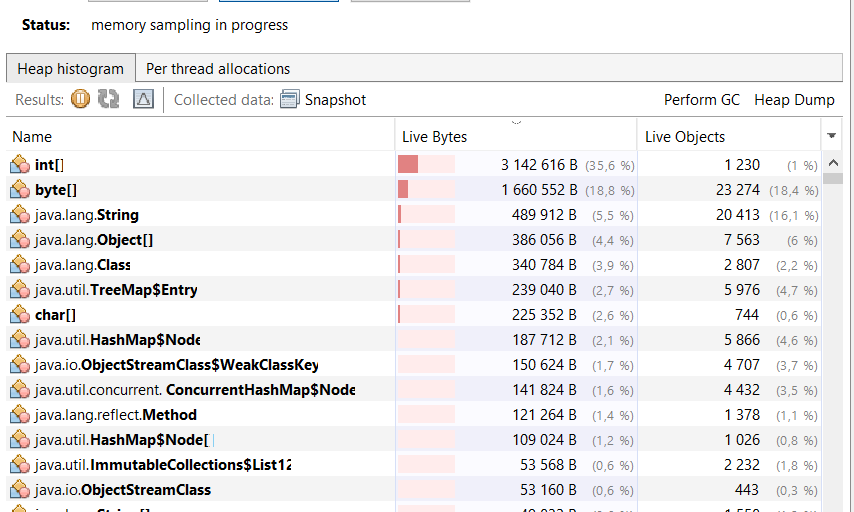 Status: memory sampling in progress
Heap histogram Per thread allocations
Results: Collected data: Snapshot Perform GC Heap Dump
Name Live Bytes Live Objects
int[] 3 142 616 B (35,6 %) 1 230 (1 %)
byte[] 1 660 552 B (18,8 %) 23 274 (18,4 %)
java.lang.String 489 912 B (5,5 %) 20 413 (16,1 %)
java.lang.Object[] 386 056 B (4,4 %) 7 563 (6 %)
java.lang.Class 340 784 B (3,9 %) 2 807 (2,2 %)
java.util.TreeMap$Entry 239 040 B (2,7 %) 5 976 (4,7 %)
char[] 225 352 B (2,6 %) 744 (0,6 %)
java.util.HashMap$Node 187 712 B (2,1 %) 5 866 (4,6 %)
java.io.ObjectStreamClass$WeakClassKey 150 624 B (1,7 %) 4 707 (3,7 %)
java.util.concurrent. ConcurrentHashMap$Node 141 824 B (1,6 %) 4 432 (3,5 %)
java.lang.reflect.Method 121 264 B (1,4 %) 1 378 (1,1 %)
java.util.HashMap$Node[ 109 024 B (1,2 %) 1 026 (0,8 %)
java.util.ImmutableCollections$List12 53 568 B (0,6 %) 2 232 (1,8 %)
java.io.ObjectStreamClass 53 160 B (0,6 %) 443 (0,3 %)